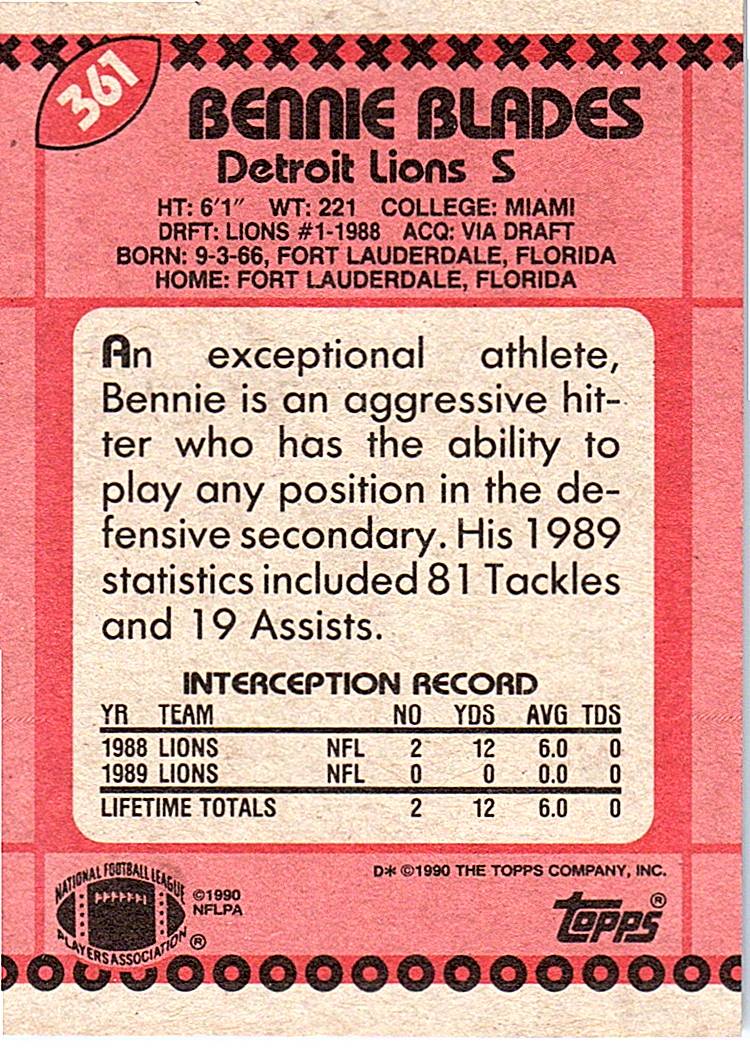 361
BENNIE BLADES
Detroit Lions S
HT: 6'1" WT: 221 COLLEGE: MIAMI
DRFT: LIONS #1-1988 ACQ: VIA DRAFT
BORN: 9-3-66, FORT LAUDERDALE, FLORIDA
HOME: FORT LAUDERDALE, FLORIDA
An exceptional athlete,
Bennie is an aggressive hit-
ter who has the ability to
play any position in the de-
fensive secondary. His 1989
statistics included 81 Tackles
and 19 Assists.
INTERCEPTION RECORD
YR TEAM NO YDS AVG TDS
1988 LIONS NFL 2 12 6.0 0
1989 LIONS NFL 0 0 0.0 0
LIFETIME TOTALS 2 12 6.0 0
D* ©1990 THE TOPPS COMPANY, INC.
NATIONAL FOOTBALL LEAGUE
PLAYERS ASSOCIATION ®
©1990
NFLPA
topps ®